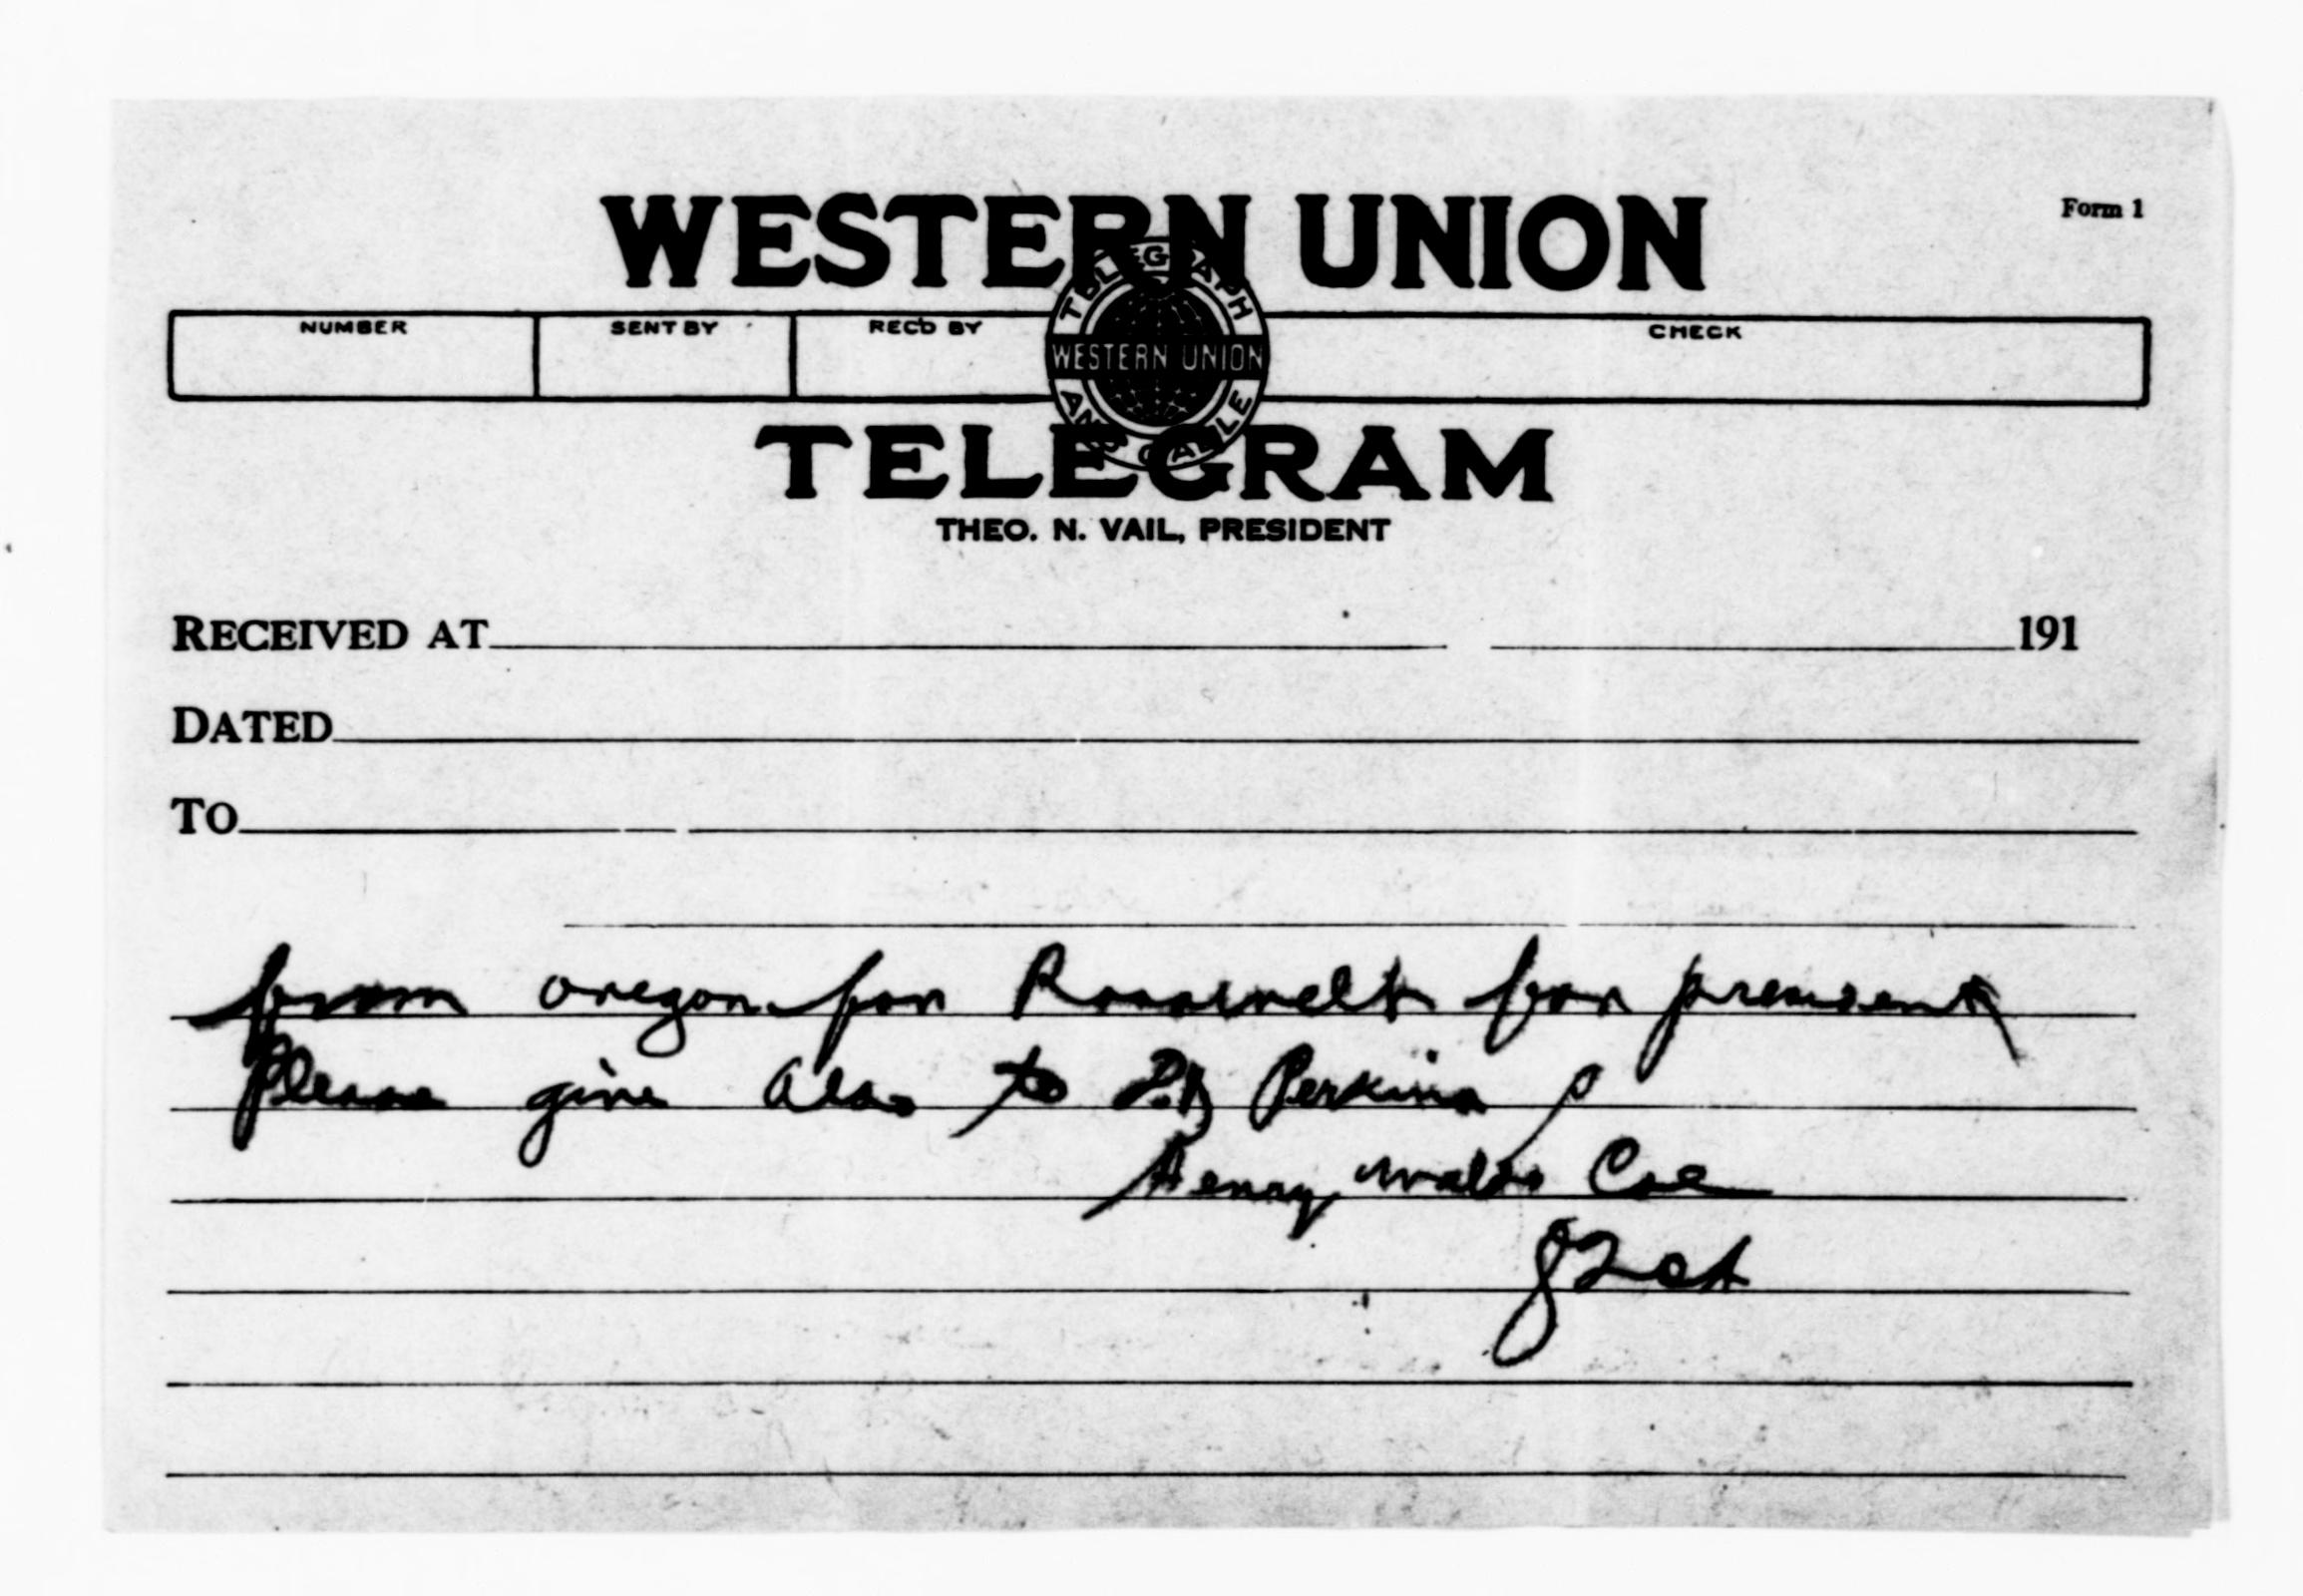 WESTERN UNION
Form 1
NUMBER SENT BY REC'D BY CHECK
TELEGRAPH
WESTERN UNION
AND CABLE
TELEGRAM
THEO. N. VAIL, PRESIDENT
RECEIVED AT 191
DATED
TO
from oregon for Roosevelt for president
Please give also to Perkins
Henry Waldo Coe